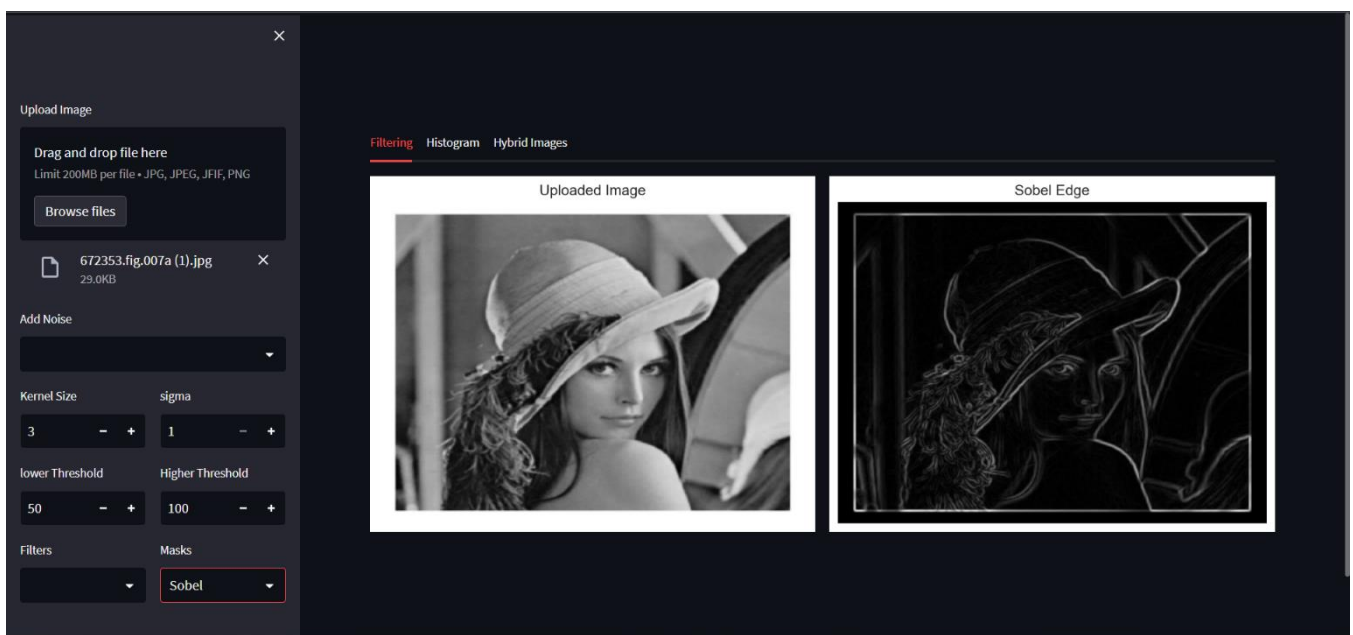 Upload Image
Drag and drop file here
Limit 200MB per file • JPG, JPEG, JFIF, PNG
Browse files
672353.fig.007a (1).jpg
29.0KB
Add Noise
Kernel Size sigma
3 - + 1 - +
lower Threshold Higher Threshold
50 - + 100 - +
Filters Masks
Sobel
Filtering Histogram Hybrid Images
Uploaded Image Sobel Edge